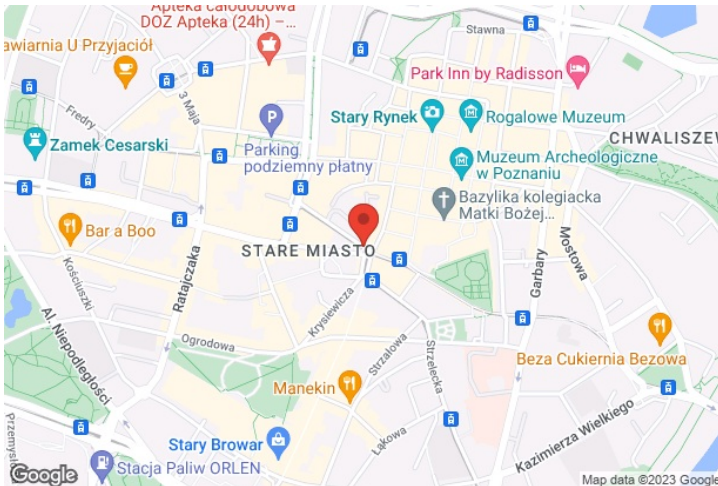 Apteka Całodobowa
DOZ Apteka (24h) –...
Stawna
awiarnia U Przyjaciół
Park Inn by Radisson
3 Maja
Fredry
Stary Rynek
Rogalowe Muzeum
Zamek Cesarski
Parking
podziemny płatny
CHWALISZEW
Muzeum Archeologiczne
w Poznaniu
Bazylika kolegiacka
Matki Bożej...
Bar a Boo
STARE MIASTO
Mostowa
Garbary
Kościuszki
Ratajczaka
Krysiewicza
Al. Niepodległości
Ogrodowa
Strzałowa
Strzelecka
Beza Cukiernia Bezowa
Manekin
Przemysło
Stary Browar
Łąkowa
Kazimierza Wielkiego
Stacja Paliw ORLEN
Google
Map data ©2023 Google